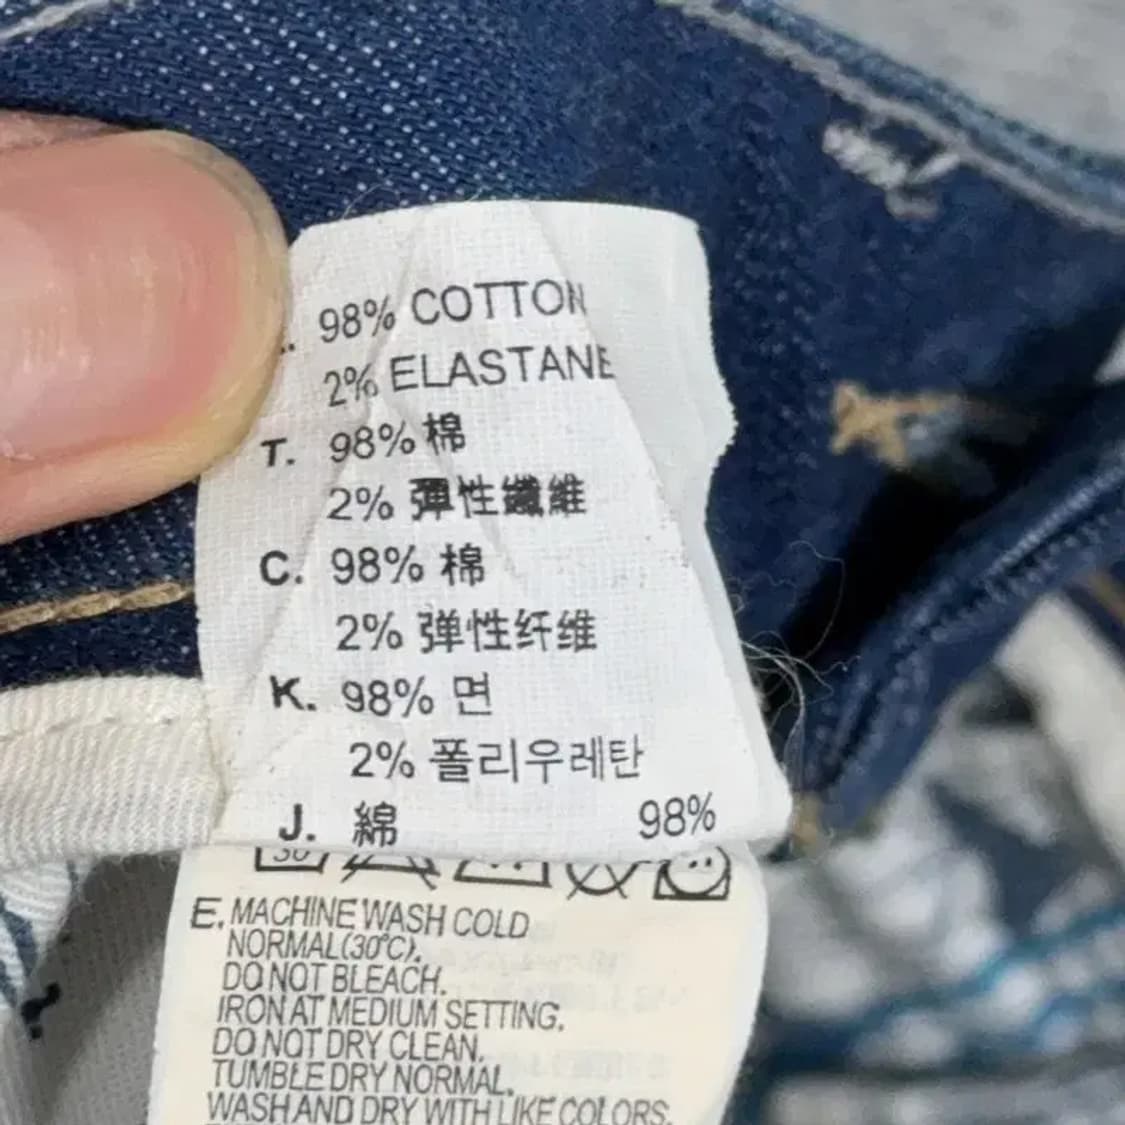 98% COTTON
2% ELASTANE
T. 98% 棉
2% 彈性纖維
C. 98% 棉
2% 弹性纤维
K. 98% 면
2% 폴리우레탄
J. 綿 98%
30
E. MACHINE WASH COLD
NORMAL(30°C).
DO NOT BLEACH.
IRON AT MEDIUM SETTING.
DO NOT DRY CLEAN.
TUMBLE DRY NORMAL.
WASH AND DRY WITH LIKE COLORS.